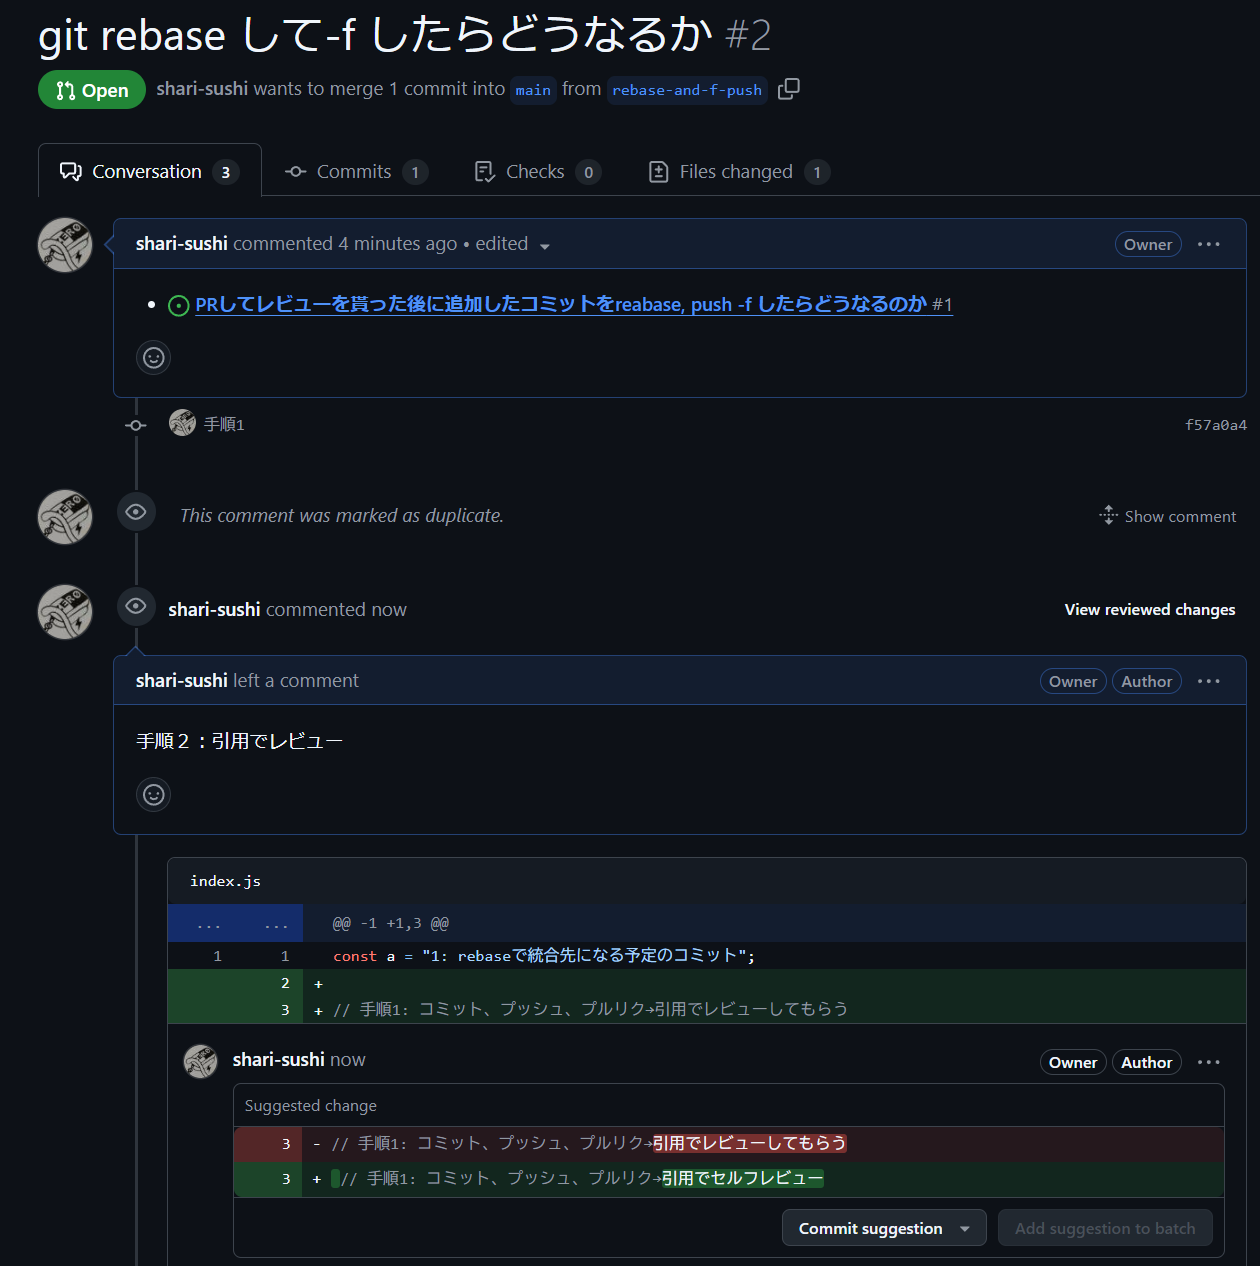 git rebase して-f したらどうなるか #2
Open shari-sushi wants to merge 1 commit into main from rebase-and-f-push
Conversation 3 Commits 1 Checks 0 Files changed 1
shari-sushi commented 4 minutes ago • edited Owner
PRしてレビューを貰った後に追加したコミットをreabase, push -f したらどうなるのか #1
手順1 f57a0a4
This comment was marked as duplicate. Show comment
shari-sushi commented now View reviewed changes
shari-sushi left a comment Owner Author
手順２：引用でレビュー
index.js
... ... @@ -1 +1,3 @@
1 1 const a = "1: rebaseで統合先になる予定のコミット";
2 +
3 + // 手順1: コミット、プッシュ、プルリク→引用でレビューしてもらう
shari-sushi now Owner Author
Suggested change
3 - // 手順1: コミット、プッシュ、プルリク→引用でレビューしてもらう
3 + // 手順1: コミット、プッシュ、プルリク→引用でセルフレビュー
Commit suggestion Add suggestion to batch